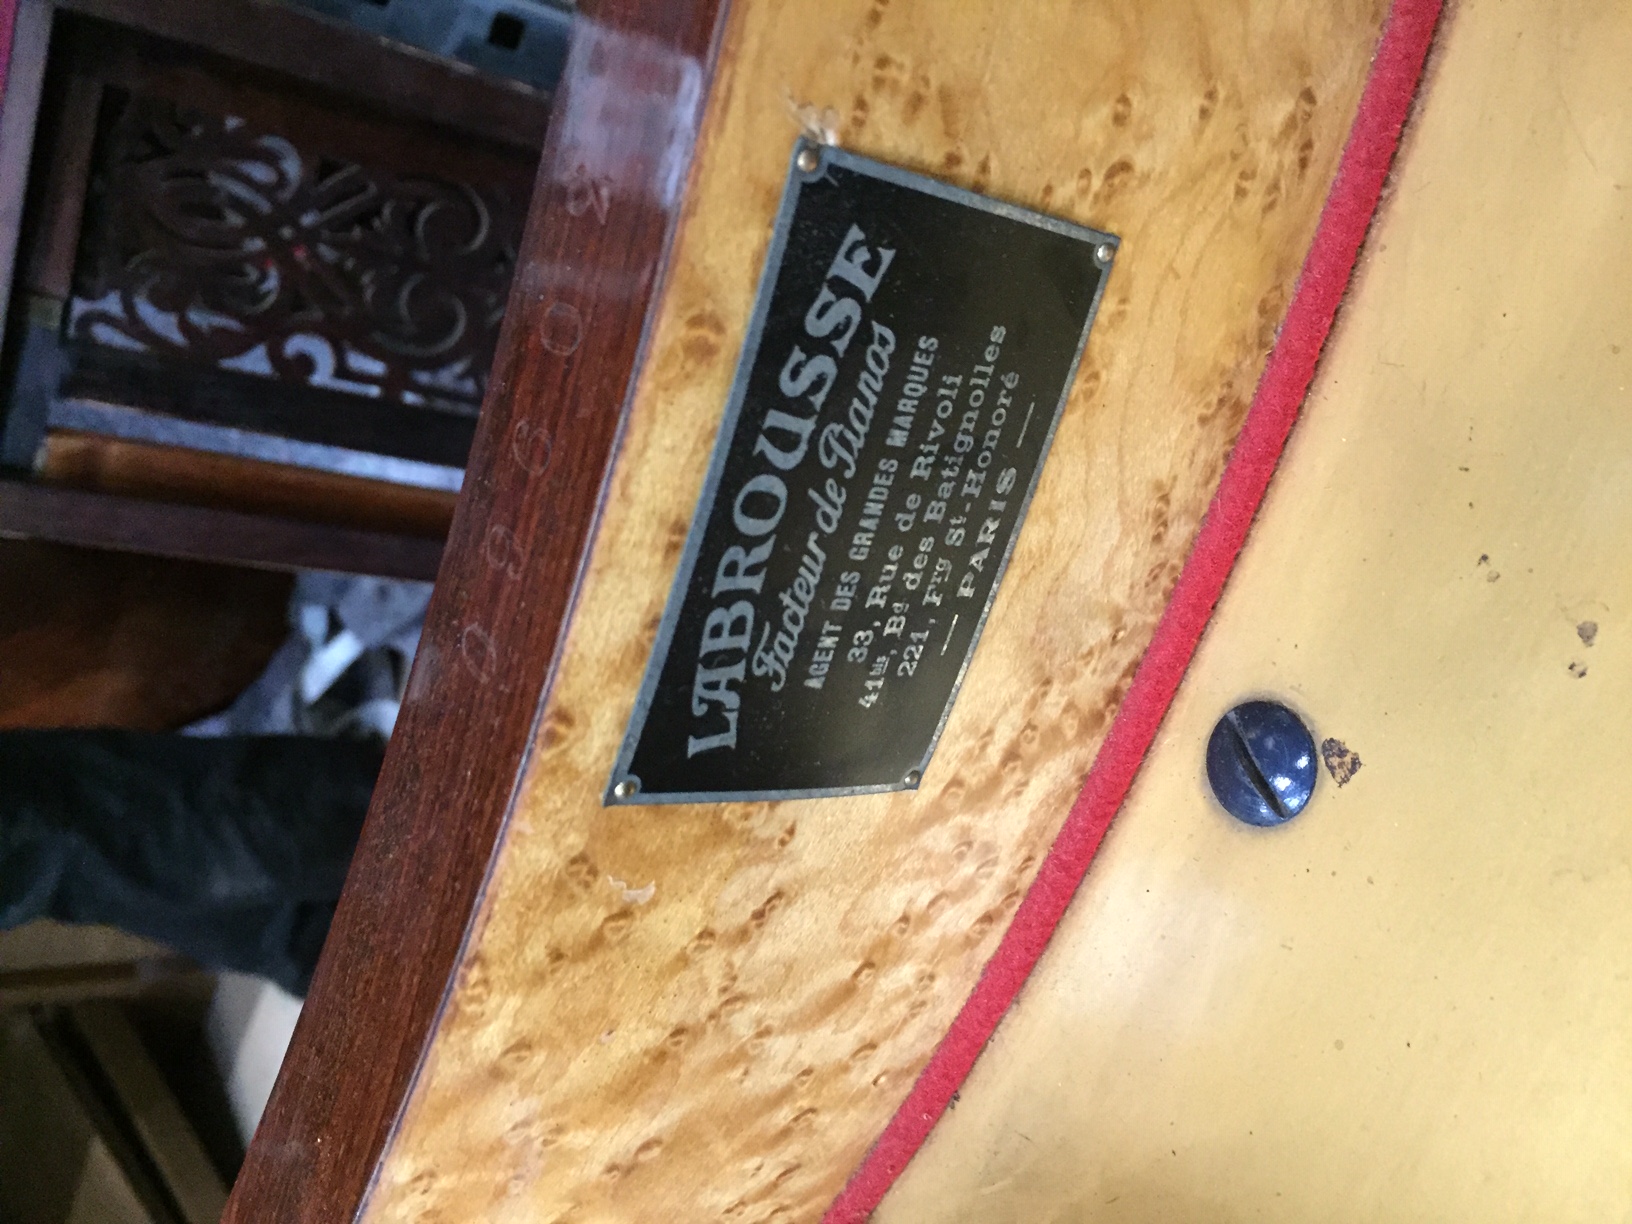 LABROUSSE
Facteur de Pianos
AGENT DES GRANDES MARQUES
33, Rue de Rivoli
41bis, Bd des Batignolles
221, Frg St-Honoré
— PARIS —